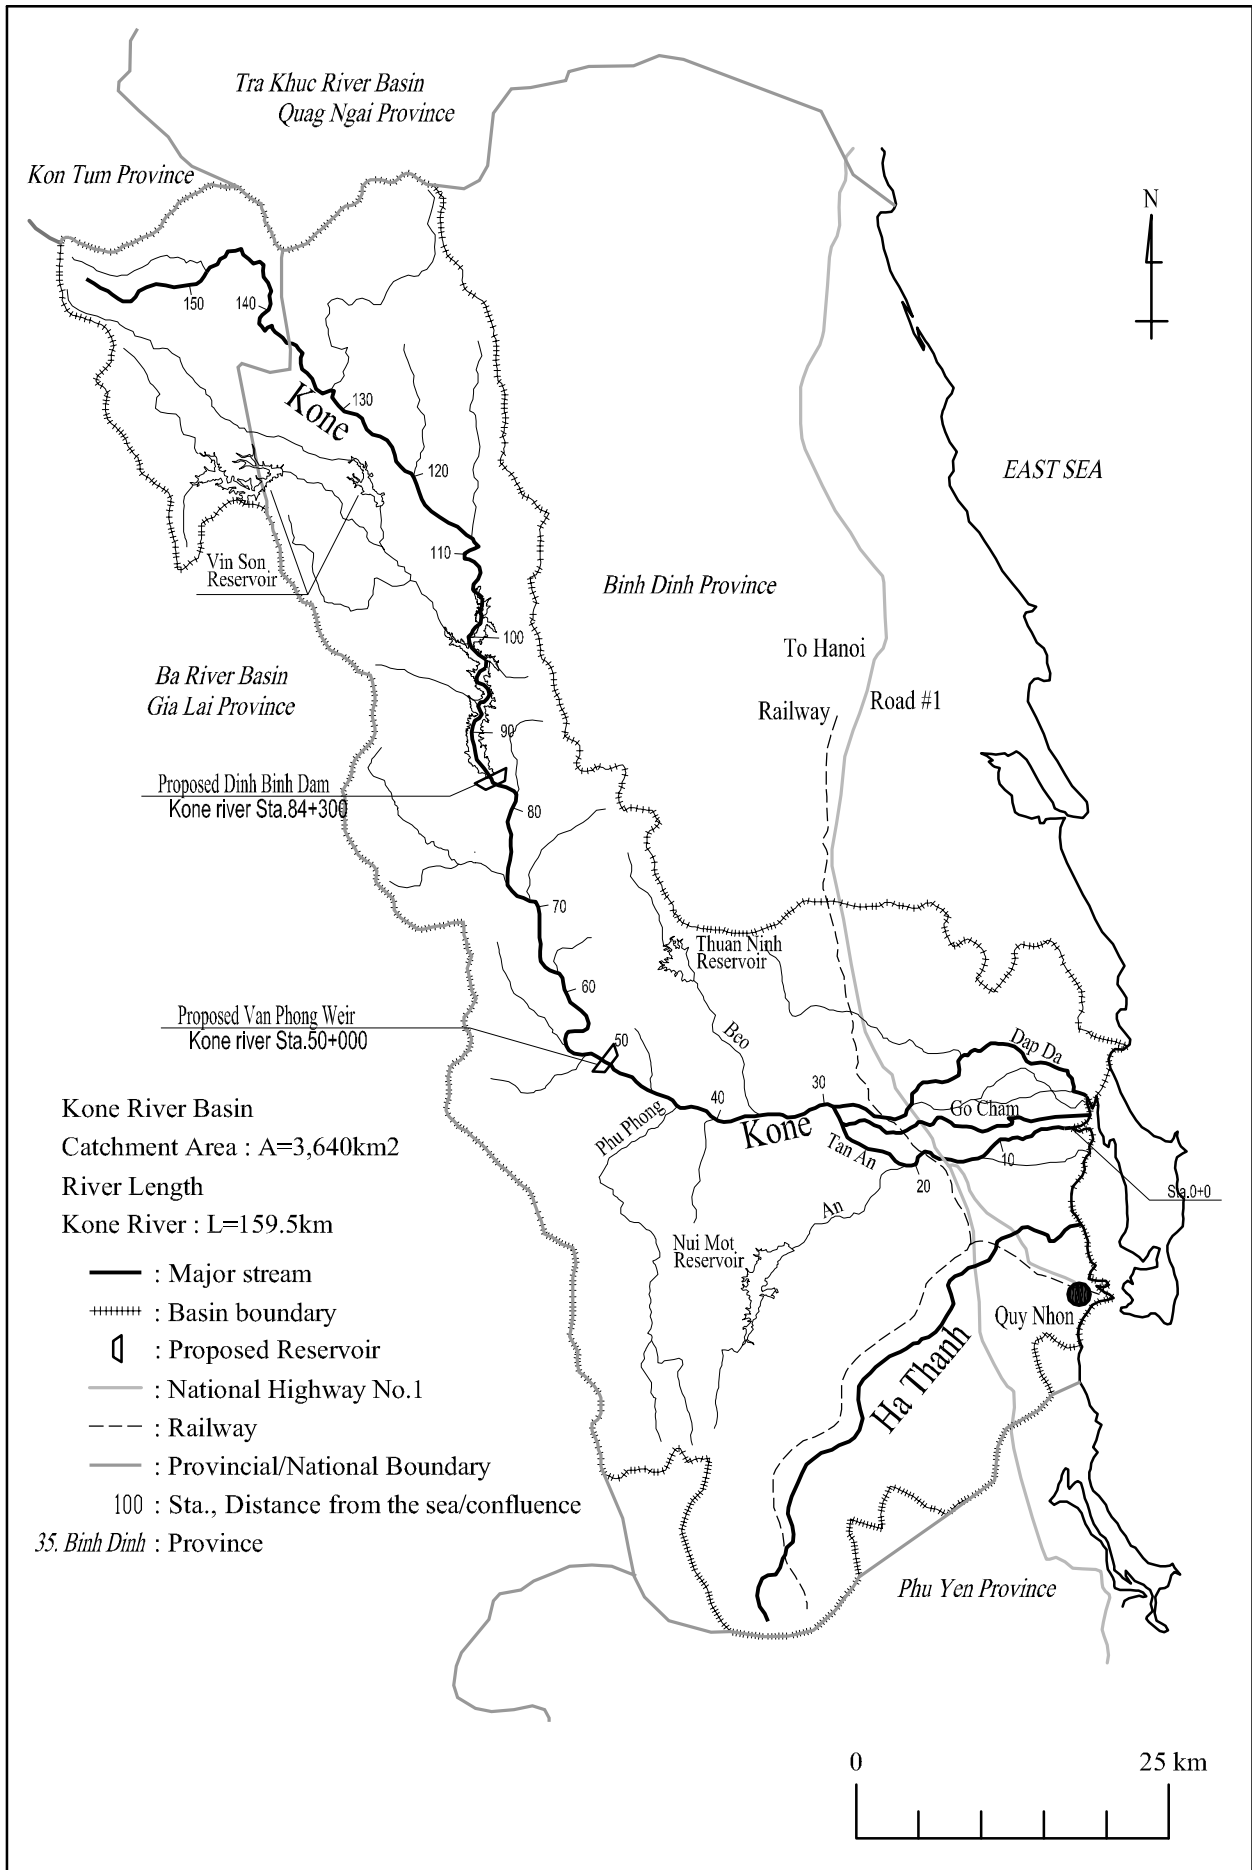 Tra Khuc River Basin
Quag Ngai Province
Kon Tum Province
N
150
140
Kone
130
120
EAST SEA
110
Vin Son
Reservoir
Binh Dinh Province
100
To Hanoi
Ba River Basin
Gia Lai Province
Road #1
Railway
90
Proposed Dinh Binh Dam
Kone river Sta.84+300
80
70
Thuan Ninh
Reservoir
60
Proposed Van Phong Weir
Kone river Sta.50+000
50
Beo
Dap Da
30
40
Go Cham
Kone River Basin
Phu Phong
Kone
Tan An
Catchment Area : A=3,640km2
10
20
River Length
Sta.0+0
An
Kone River : L=159.5km
Nui Mot
Reservoir
: Major stream
: Basin boundary
Quy Nhon
: Proposed Reservoir
Ha Thanh
: National Highway No.1
: Railway
: Provincial/National Boundary
100 : Sta., Distance from the sea/confluence
35. Binh Dinh : Province
Phu Yen Province
0 25 km